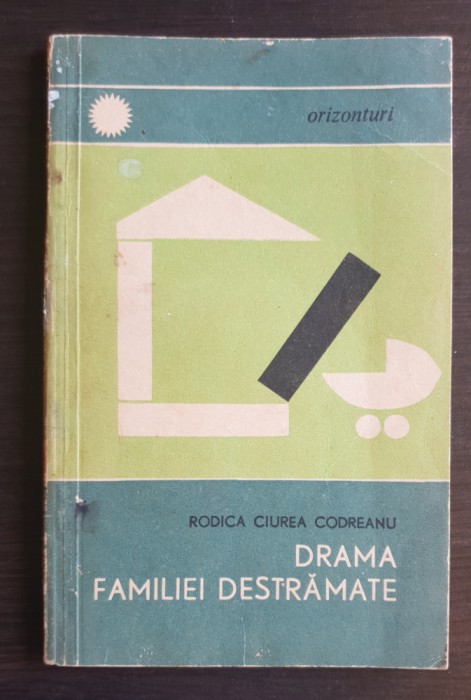 orizonturi
RODICA CIUREA CODREANU
DRAMA
FAMILIEI DESTRĂMATE